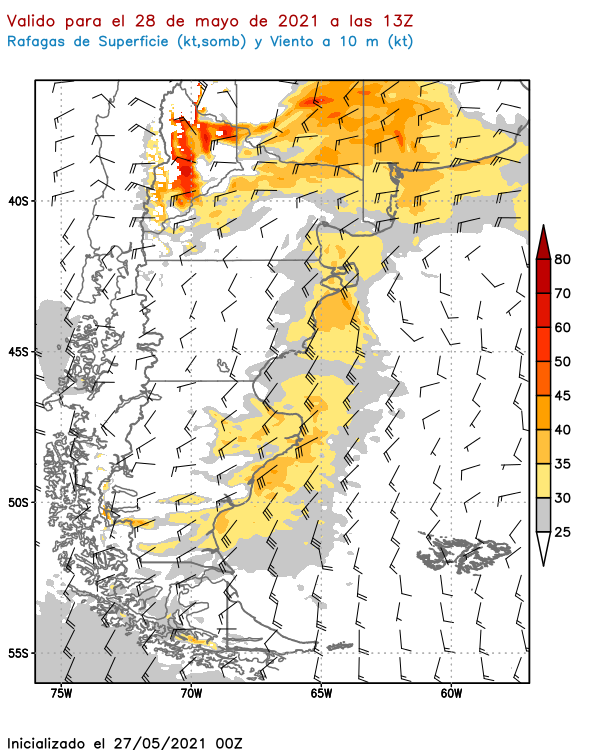 Valido para el 28 de mayo de 2021 a las 13Z
Rafagas de Superficie (kt,somb) y Viento a 10 m (kt)
40S
45S
50S
55S
75W 70W 65W 60W
80
70
60
50
45
40
35
30
25
Inicializado el 27/05/2021 00Z